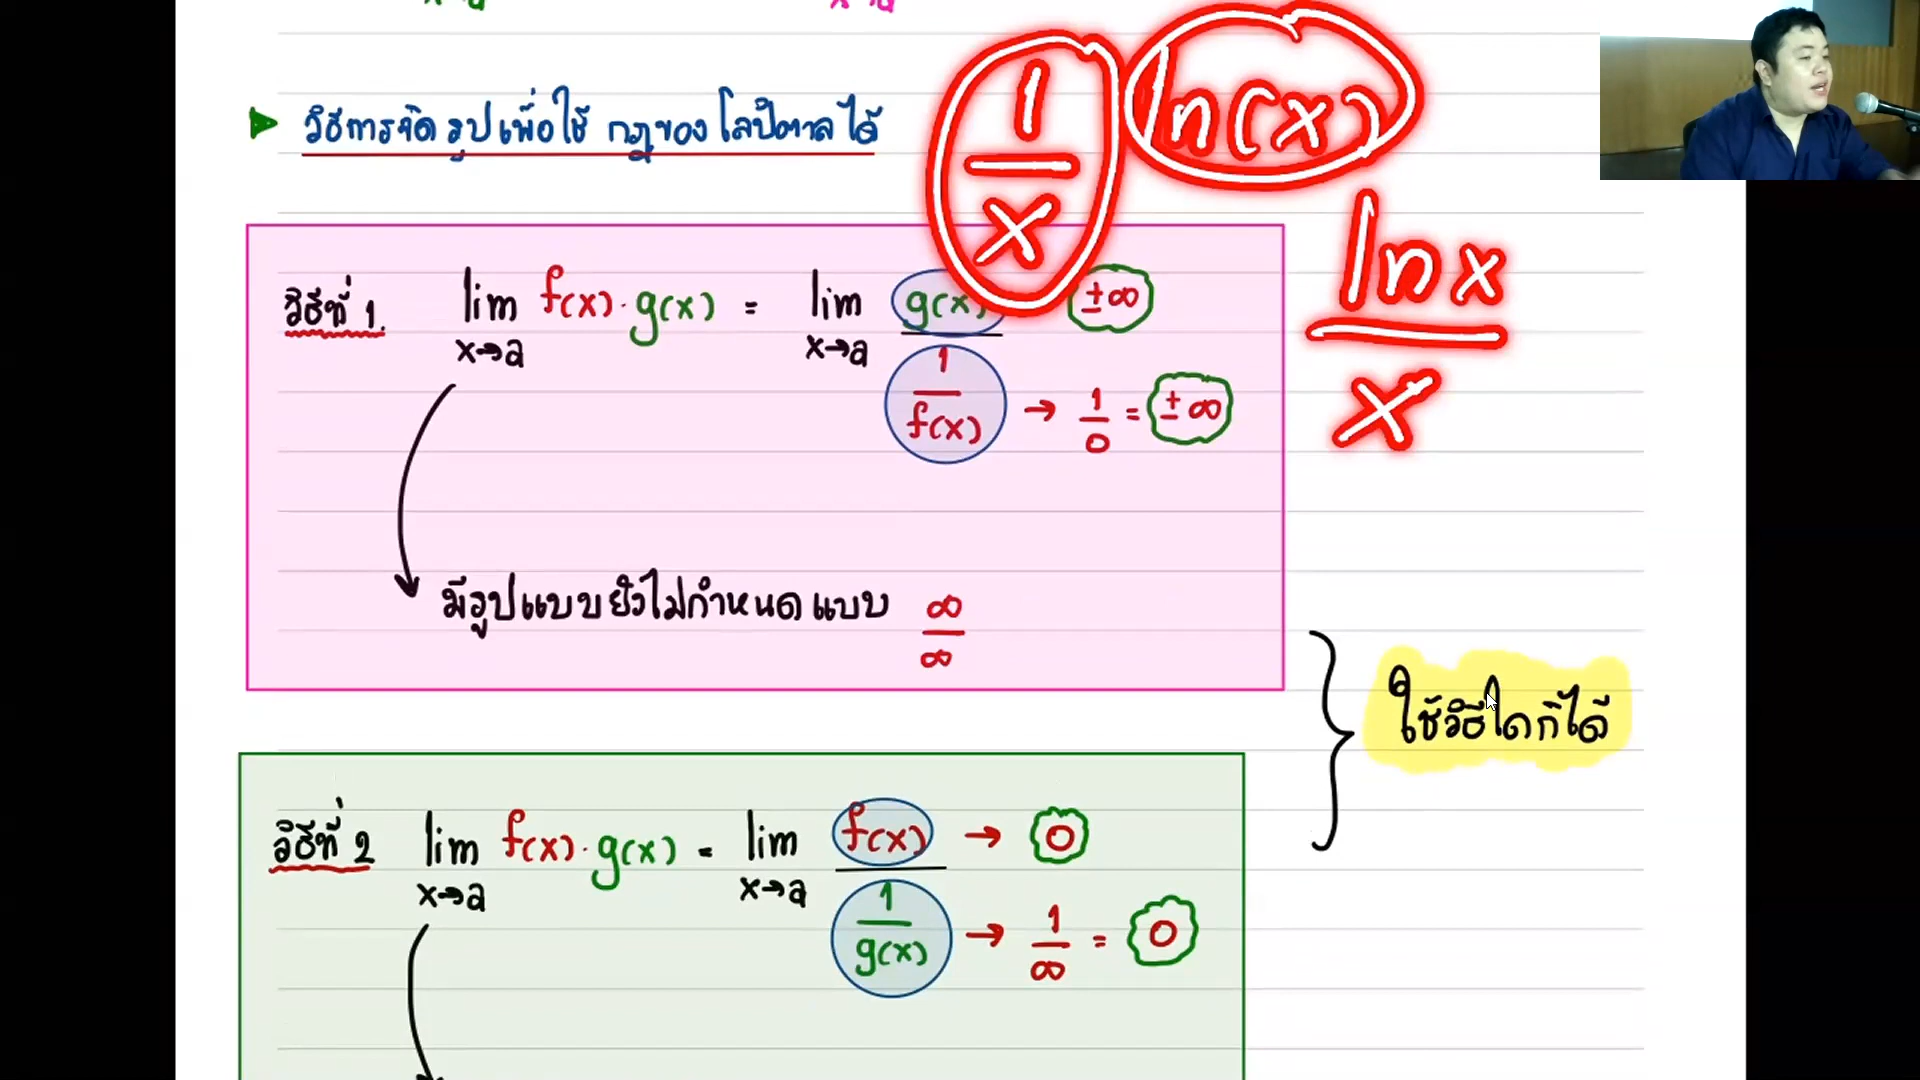 x→a x→a
วิธีการจัดรูปเพื่อใช้ กฎของโลปิตาลได้
1/x ln(x)
ln x / x
วิธีที่ 1. lim x→a f(x)·g(x) = lim x→a g(x) / (1/f(x))
±∞
→ 1/0 = ±∞
มีรูปแบบยังไม่กำหนดแบบ ∞/∞
ใช้วิธีใดก็ได้
วิธีที่ 2 lim x→a f(x)·g(x) = lim x→a f(x) / (1/g(x))
→ 0
→ 1/∞ = 0